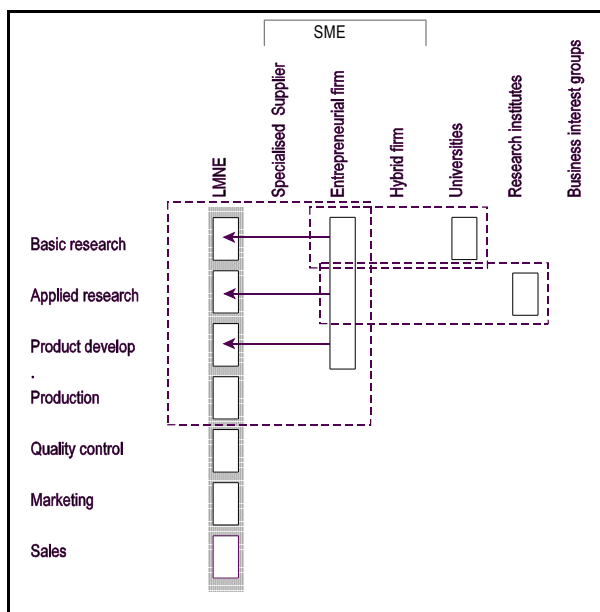 SME
LMNE
Specialised Supplier
Entrepreneurial firm
Hybrid firm
Universities
Research institutes
Business interest groups
Basic research
Applied research
Product develop
.
Production
Quality control
Marketing
Sales